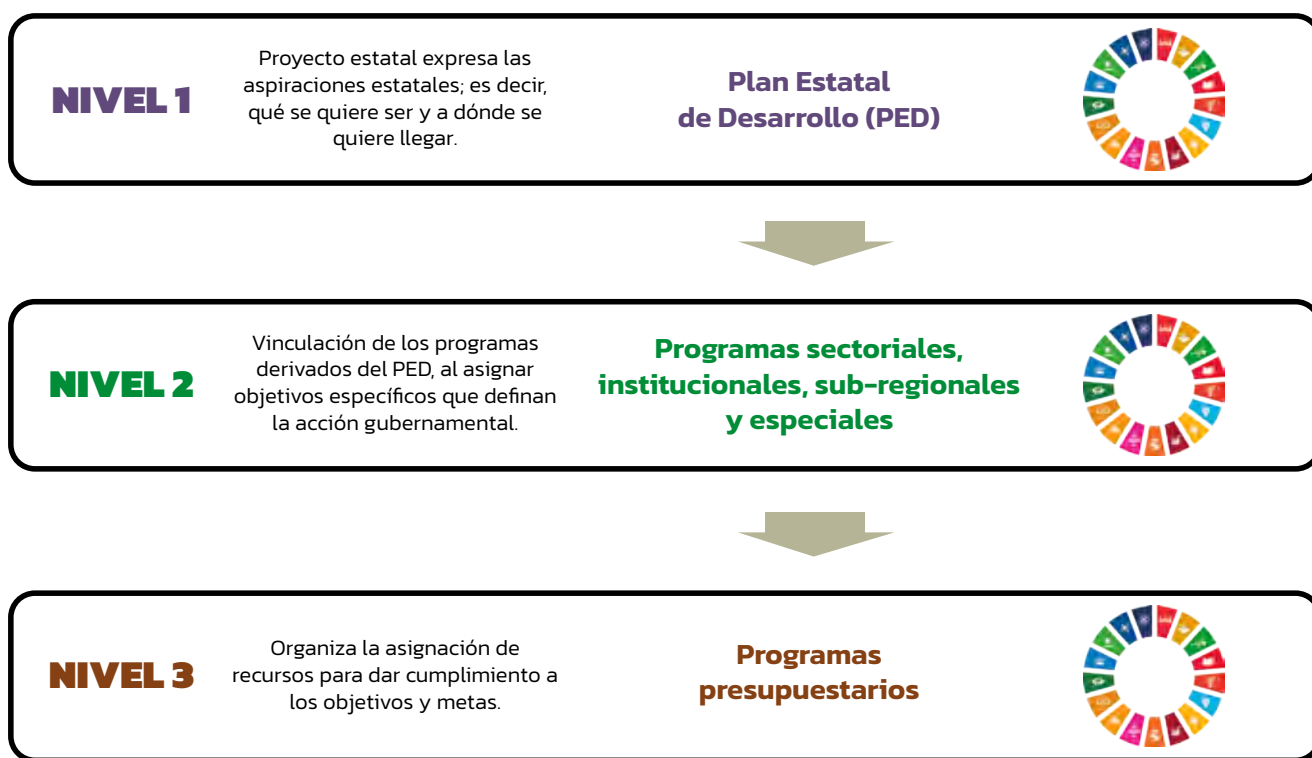 NIVEL 1
Proyecto estatal expresa las
aspiraciones estatales; es decir,
qué se quiere ser y a dónde se
quiere llegar.
Plan Estatal
de Desarrollo (PED)
NIVEL 2
Vinculación de los programas
derivados del PED, al asignar
objetivos específicos que definan
la acción gubernamental.
Programas sectoriales,
institucionales, sub-regionales
y especiales
NIVEL 3
Organiza la asignación de
recursos para dar cumplimiento a
los objetivos y metas.
Programas
presupuestarios